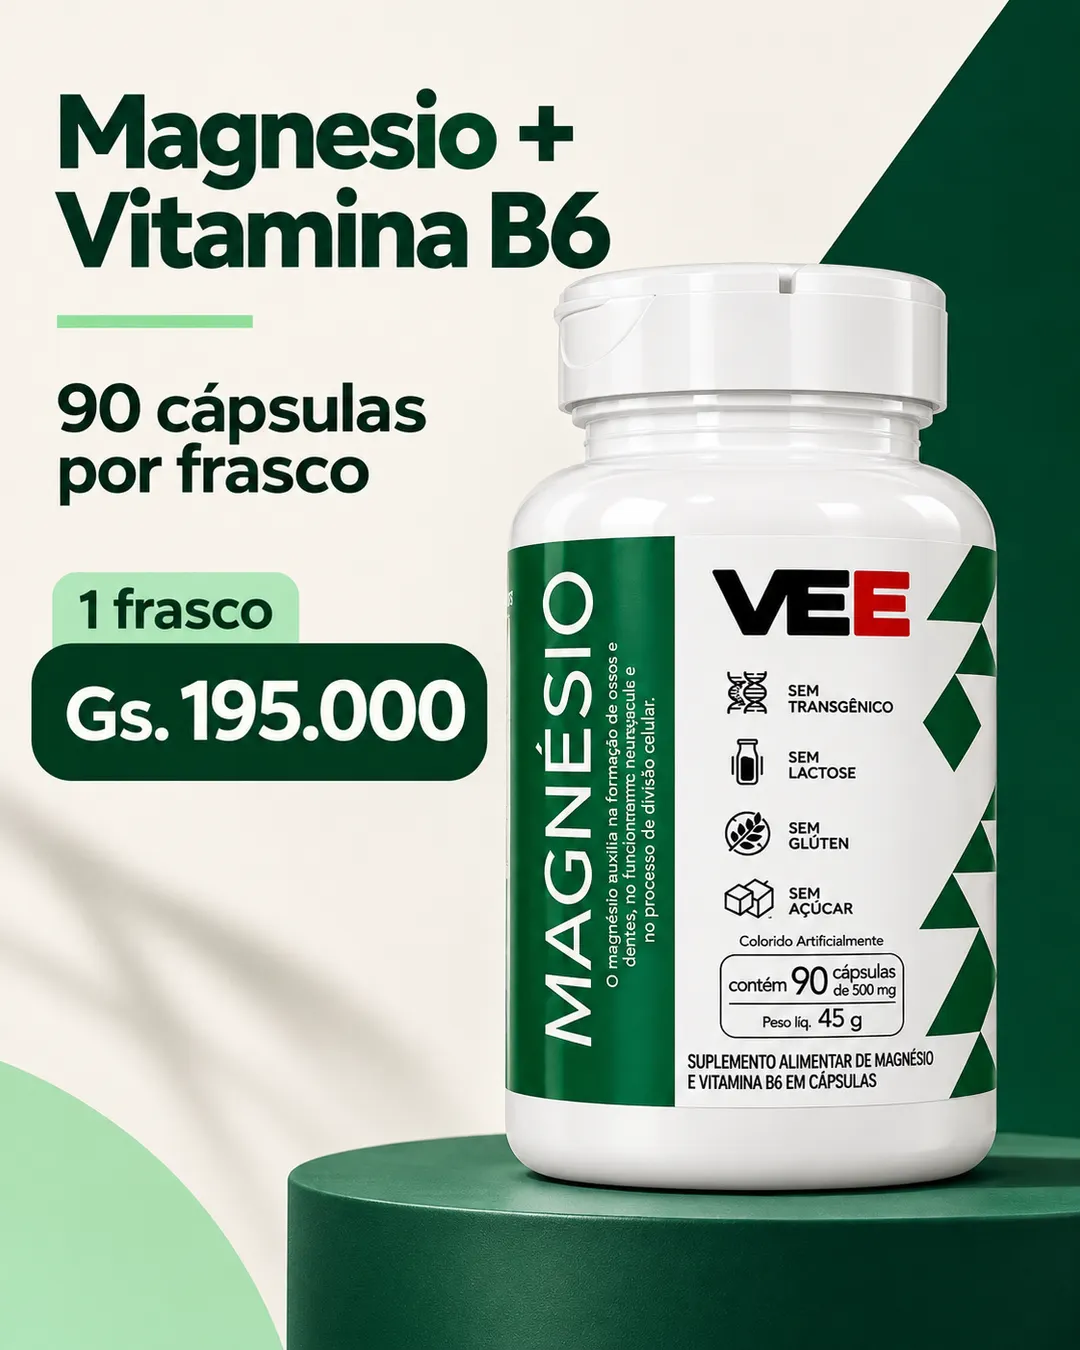 Magnesio +
Vitamina B6
90 cápsulas
por frasco
1 frasco
Gs. 195.000
MAGNÉSIO
O magnésio auxilia na formação de ossos e
dentes, no neuro
no processo de divisão celular.
VEE
SEM
TRANSGÊNICO
SEM
LACTOSE
SEM
GLÚTEN
SEM
AÇÚCAR
Colorido Artificialmente
contém 90 cápsulas
de 500 mg
Peso líq. 45 g
SUPLEMENTO ALIMENTAR DE MAGNÉSIO
E VITAMINA B6 EM CÁPSULAS